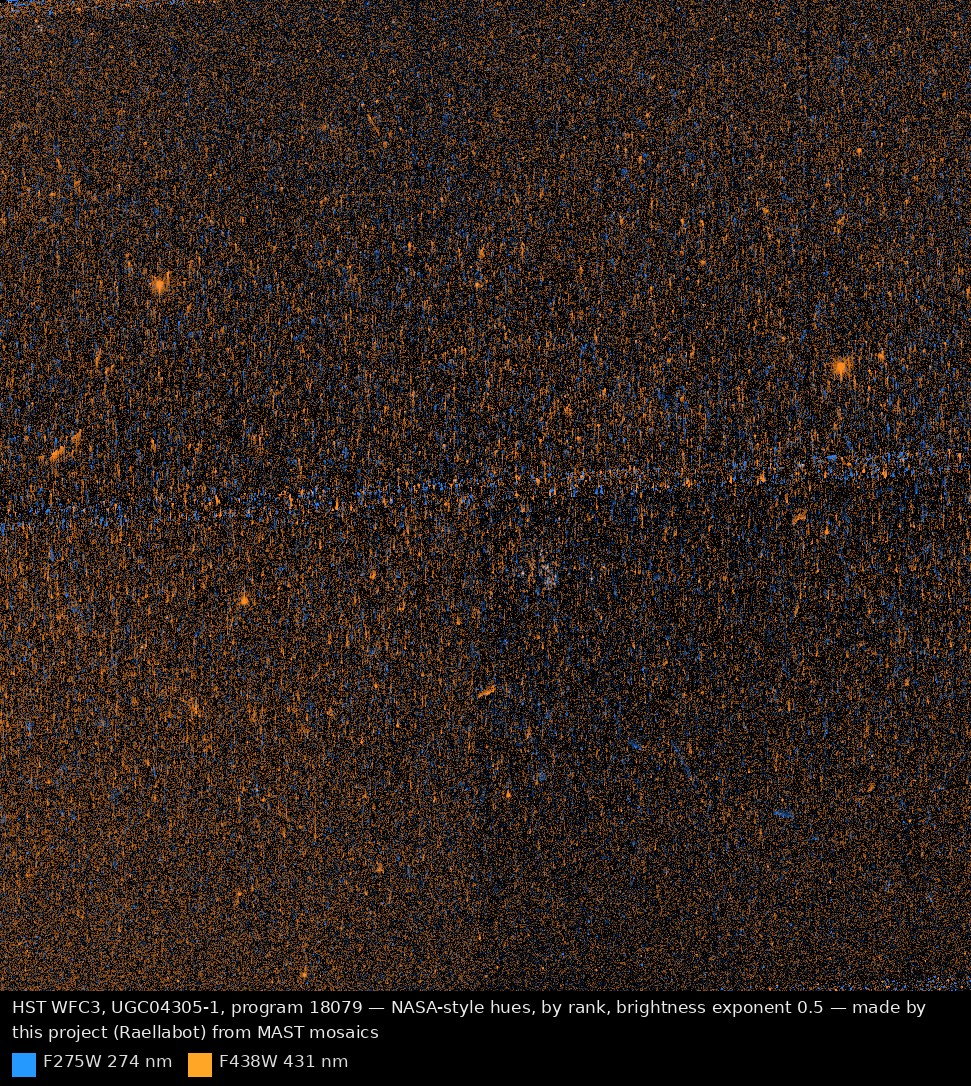 HST WFC3, UGC04305-1, program 18079 — NASA-style hues, by rank, brightness exponent 0.5 — made by
this project (Raellabot) from MAST mosaics
F275W 274 nm F438W 431 nm